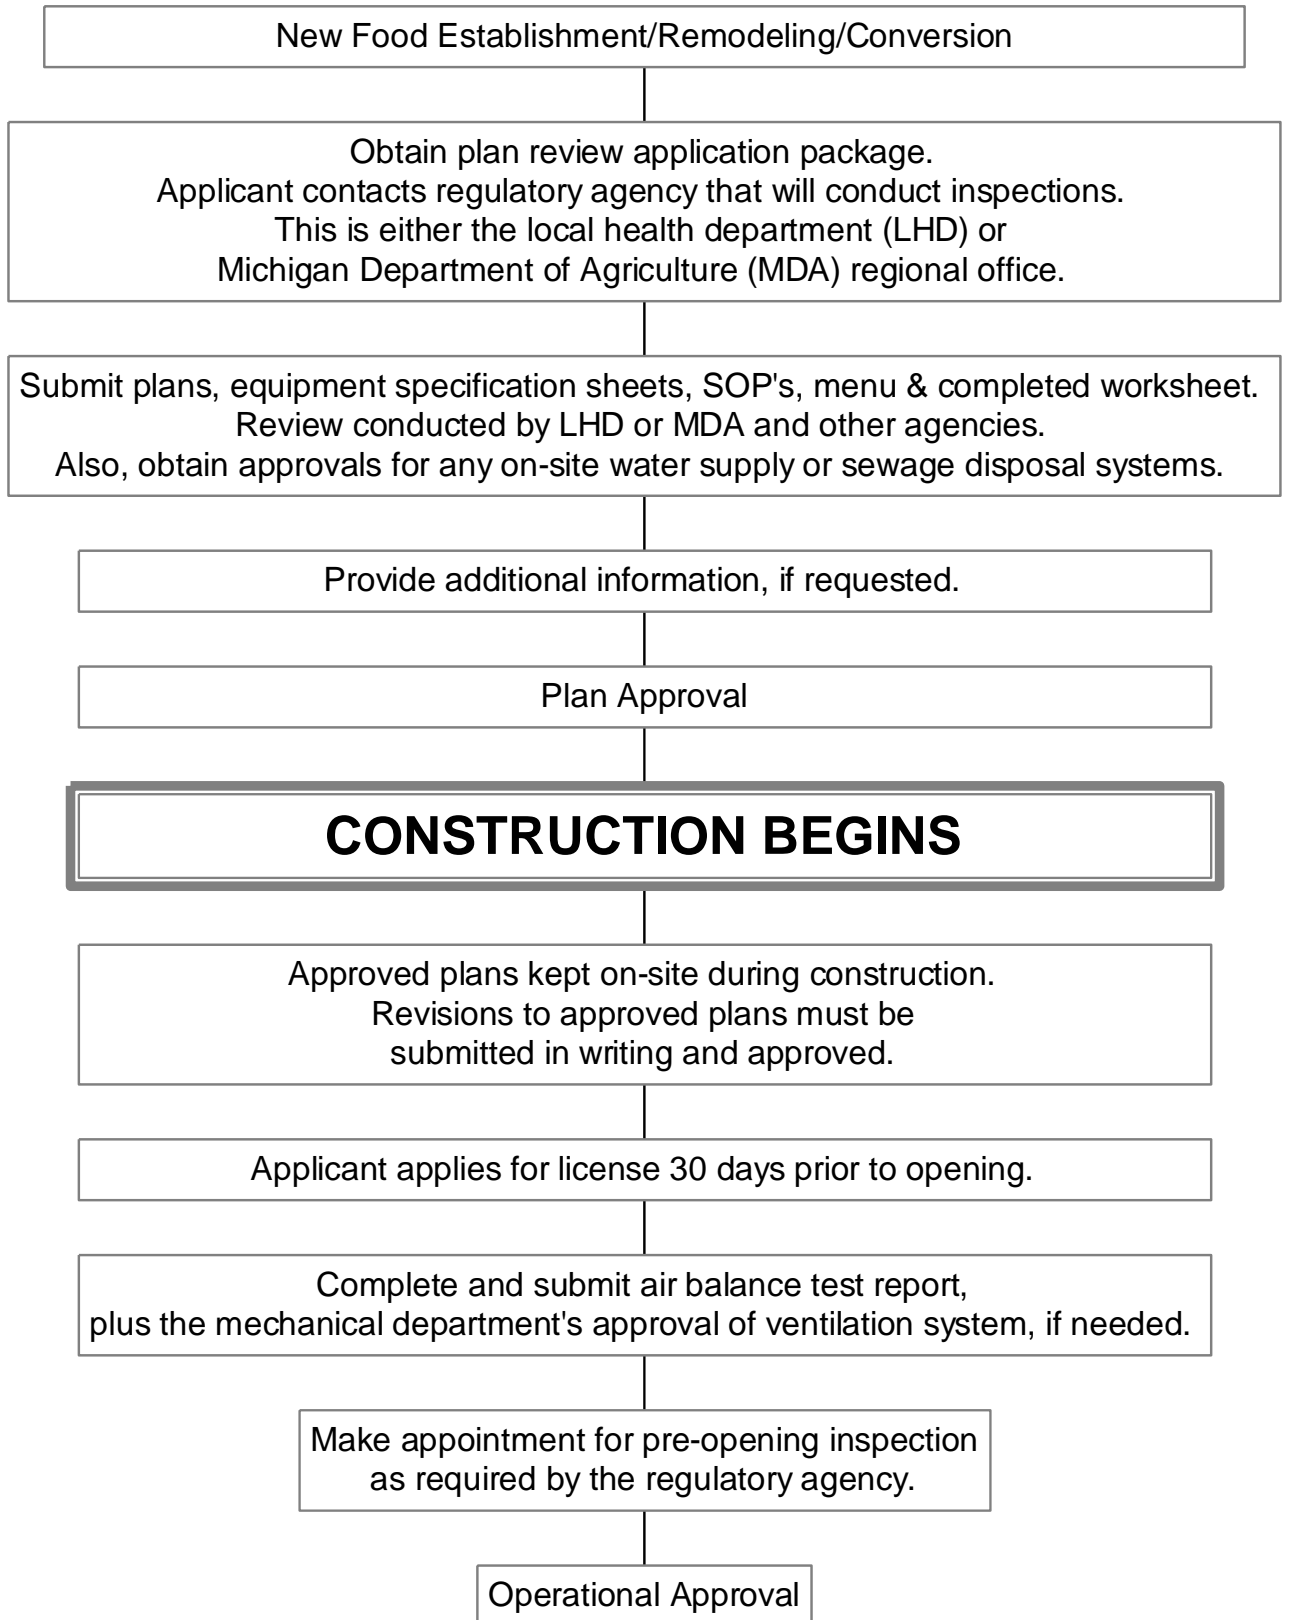 New Food Establishment/Remodeling/Conversion
Obtain plan review application package.
Applicant contacts regulatory agency that will conduct inspections.
This is either the local health department (LHD) or
Michigan Department of Agriculture (MDA) regional office.
Submit plans, equipment specification sheets, SOP's, menu & completed worksheet.
Review conducted by LHD or MDA and other agencies.
Also, obtain approvals for any on-site water supply or sewage disposal systems.
Provide additional information, if requested.
Plan Approval
CONSTRUCTION BEGINS
Approved plans kept on-site during construction.
Revisions to approved plans must be
submitted in writing and approved.
Applicant applies for license 30 days prior to opening.
Complete and submit air balance test report,
plus the mechanical department's approval of ventilation system, if needed.
Make appointment for pre-opening inspection
as required by the regulatory agency.
Operational Approval